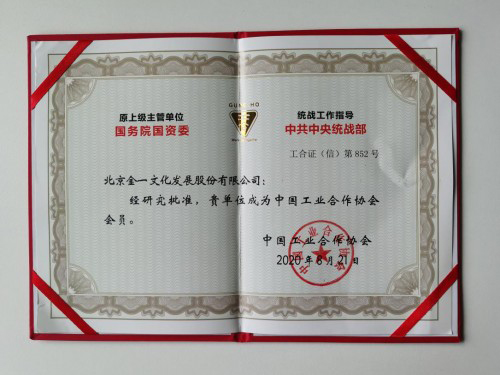 GUNG HO
原上级主管单位
国务院国资委
统战工作指导
中共中央统战部
工合证（信）第852号
北京金一文化发展股份有限公司：
经研究批准，贵单位成为中国工业合作协会
会员。
中国工业合作协会
2020年8月21日